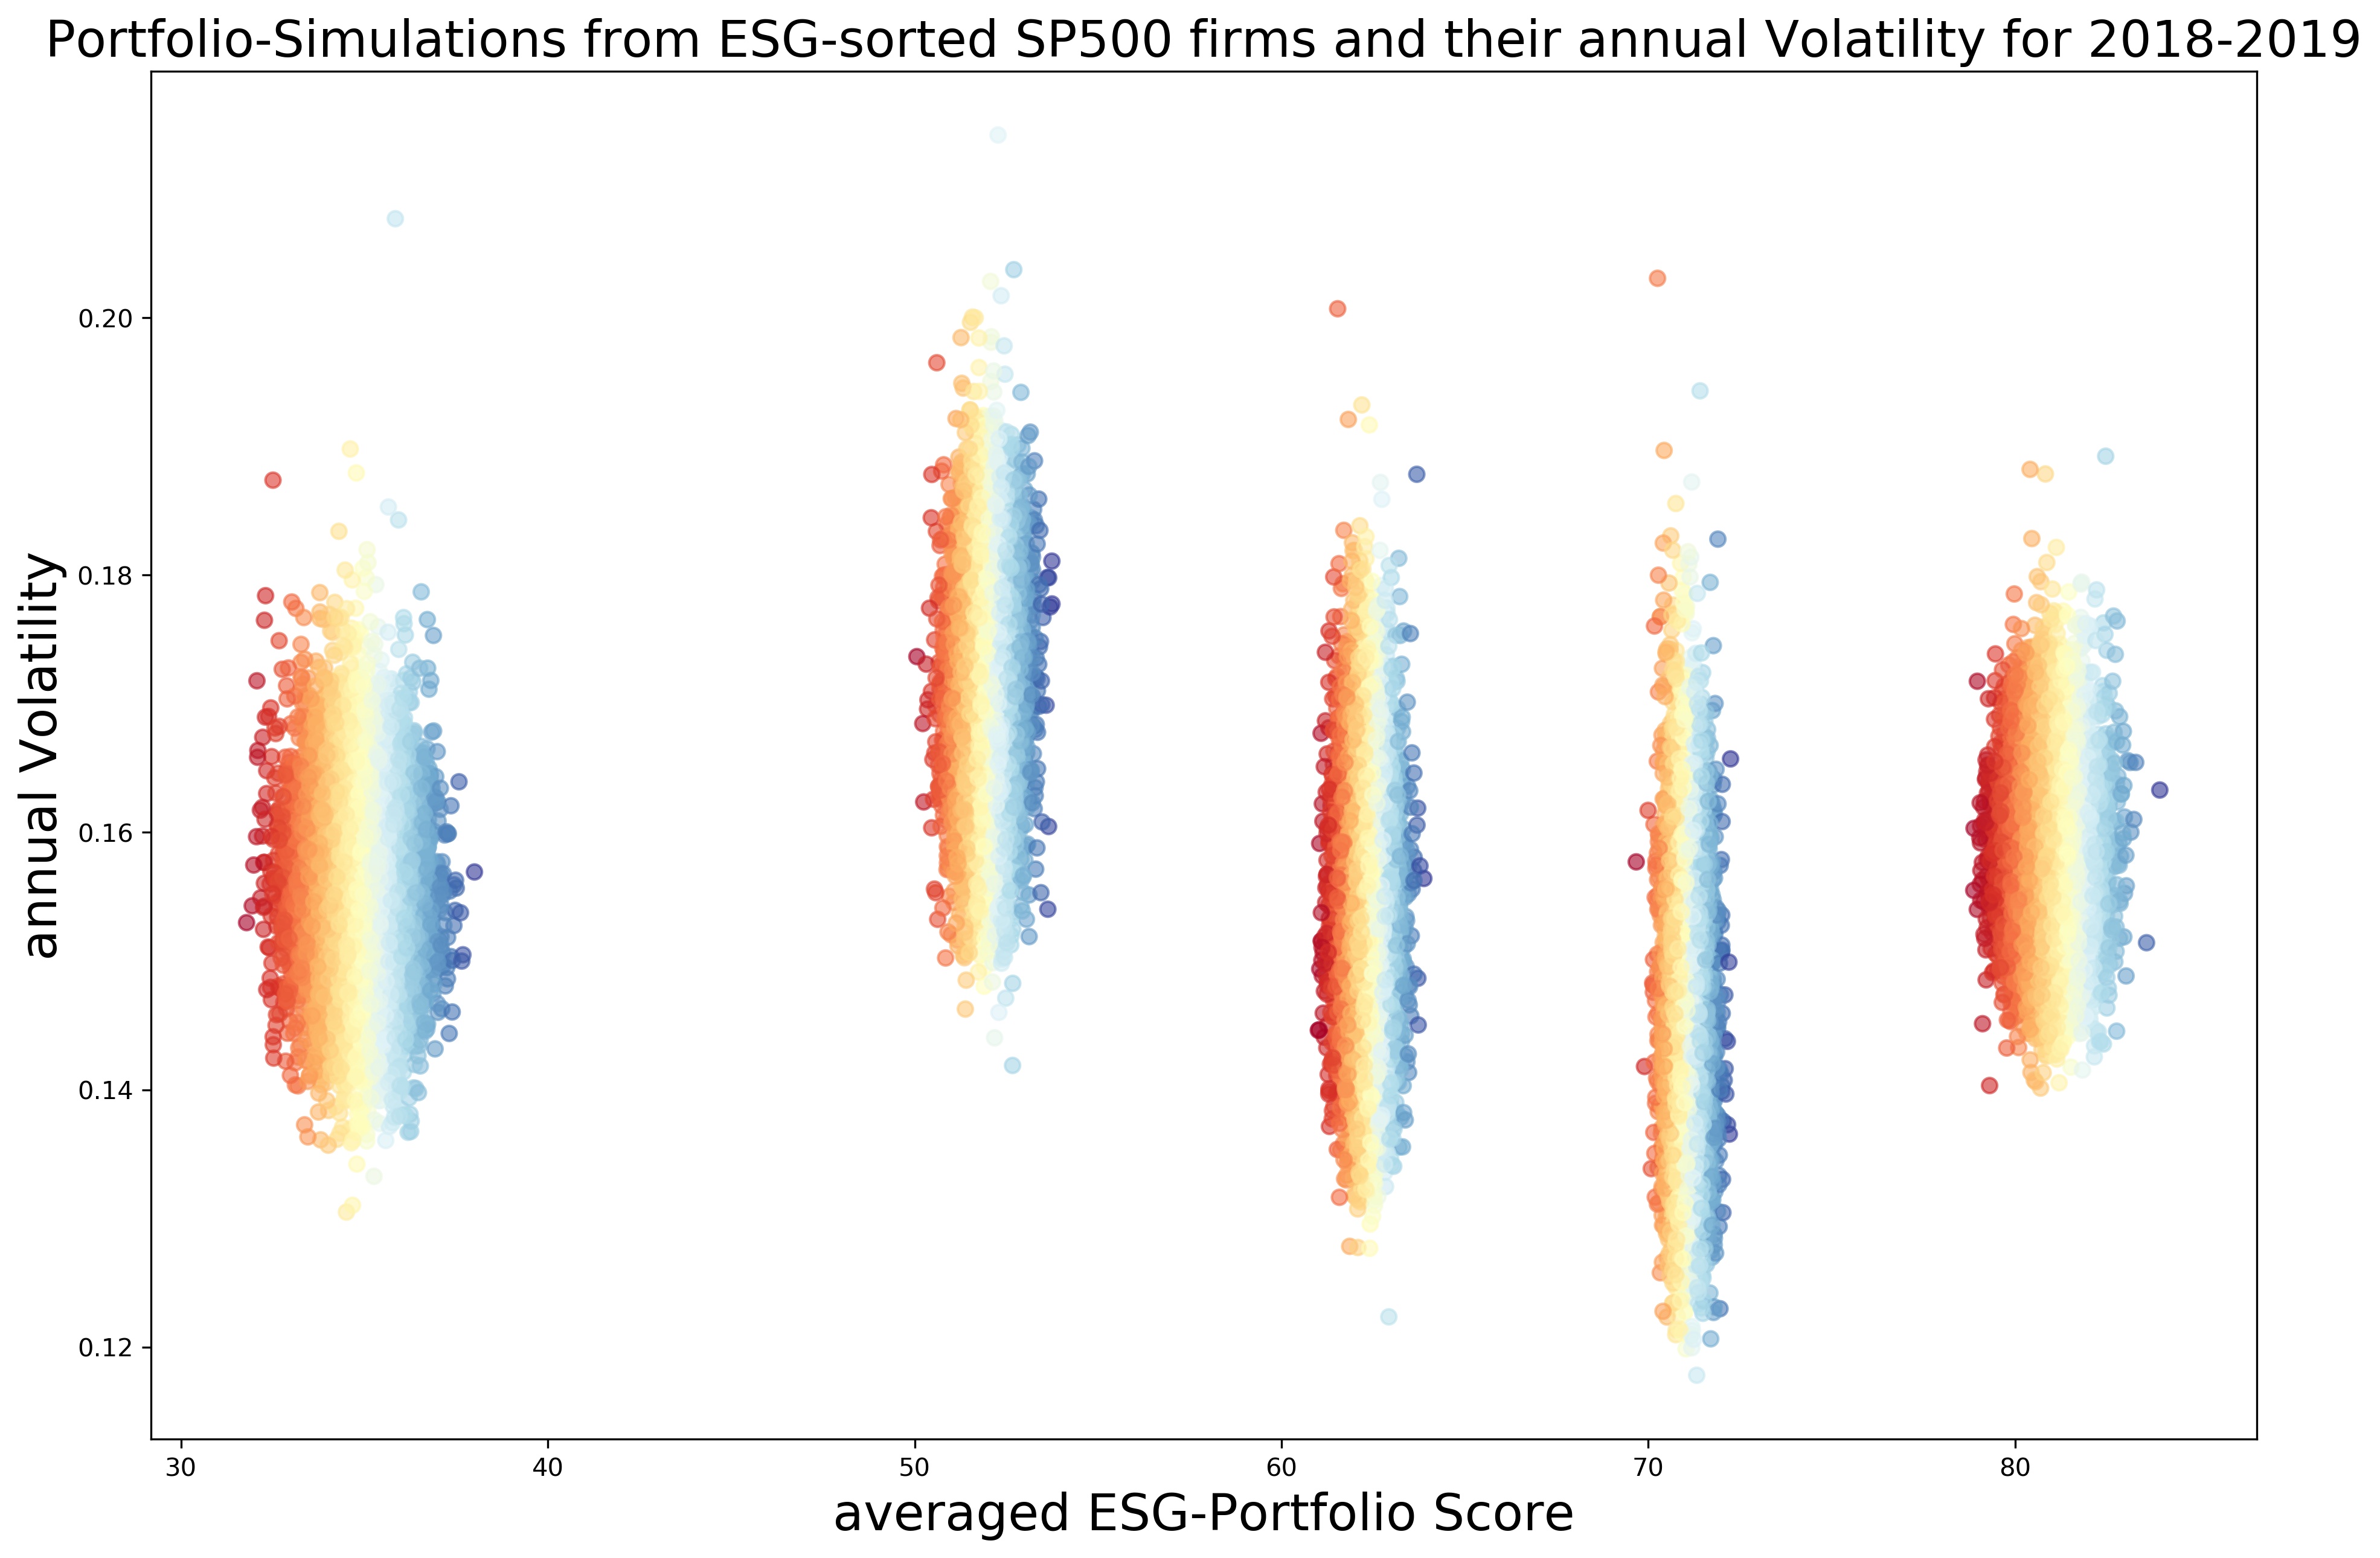 Portfolio-Simulations from ESG-sorted SP500 firms and their annual Volatility for 2018-2019
annual Volatility
0.20
0.18
0.16
0.14
0.12
30 40 50 60 70 80
averaged ESG-Portfolio Score